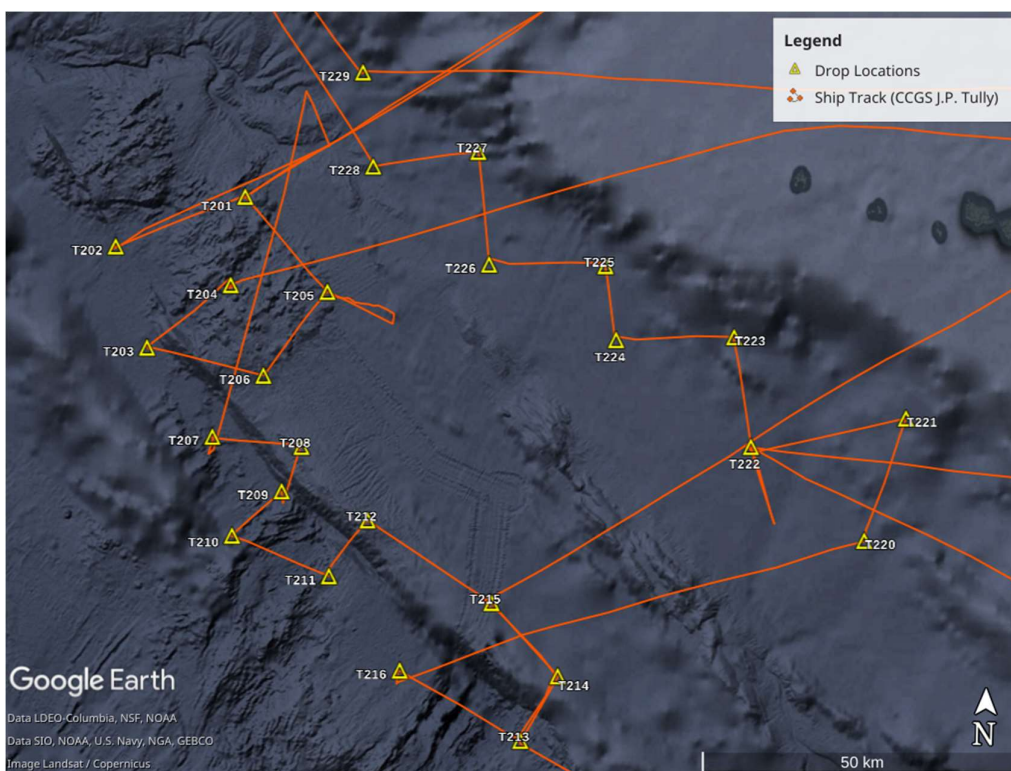 Legend
Drop Locations
Ship Track (CCGS J.P. Tully)
T229
T227
T228
T201
T202
T226
T225
T204
T205
T203
T224
T223
T206
T221
T207
T208
T222
T209
T212
T210
T220
T211
T215
T216
T214
T213
Google Earth
Data LDEO-Columbia, NSF, NOAA
Data SIO, NOAA, U.S. Navy, NGA, GEBCO
Image Landsat / Copernicus
N
50 km